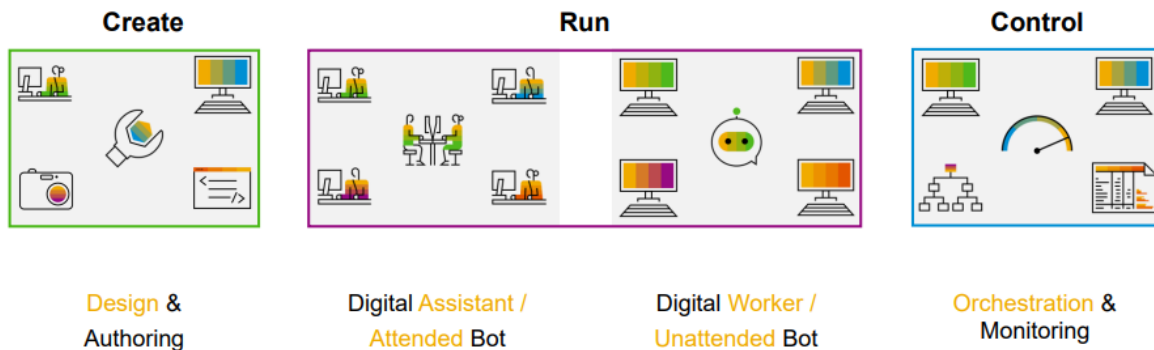 Create
Run
Control
Design &
Authoring
Digital Assistant /
Attended Bot
Digital Worker /
Unattended Bot
Orchestration &
Monitoring